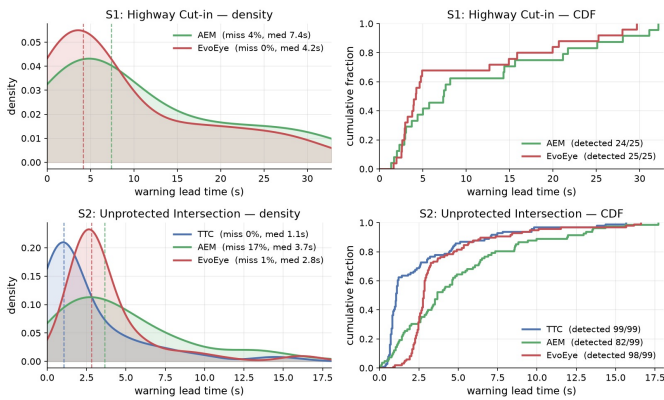 S1: Highway Cut-in — density
AEM (miss 4%, med 7.4s)
EvoEye (miss 0%, med 4.2s)
density
0.05
0.04
0.03
0.02
0.01
0.00
0 5 10 15 20 25 30
warning lead time (s)
S1: Highway Cut-in — CDF
cumulative fraction
1.0
0.8
0.6
0.4
0.2
0.0
AEM (detected 24/25)
EvoEye (detected 25/25)
0 5 10 15 20 25 30
warning lead time (s)
S2: Unprotected Intersection — density
TTC (miss 0%, med 1.1s)
AEM (miss 17%, med 3.7s)
EvoEye (miss 1%, med 2.8s)
density
0.20
0.15
0.10
0.05
0.00
0.0 2.5 5.0 7.5 10.0 12.5 15.0 17.5
warning lead time (s)
S2: Unprotected Intersection — CDF
cumulative fraction
1.0
0.8
0.6
0.4
0.2
0.0
TTC (detected 99/99)
AEM (detected 82/99)
EvoEye (detected 98/99)
0.0 2.5 5.0 7.5 10.0 12.5 15.0 17.5
warning lead time (s)